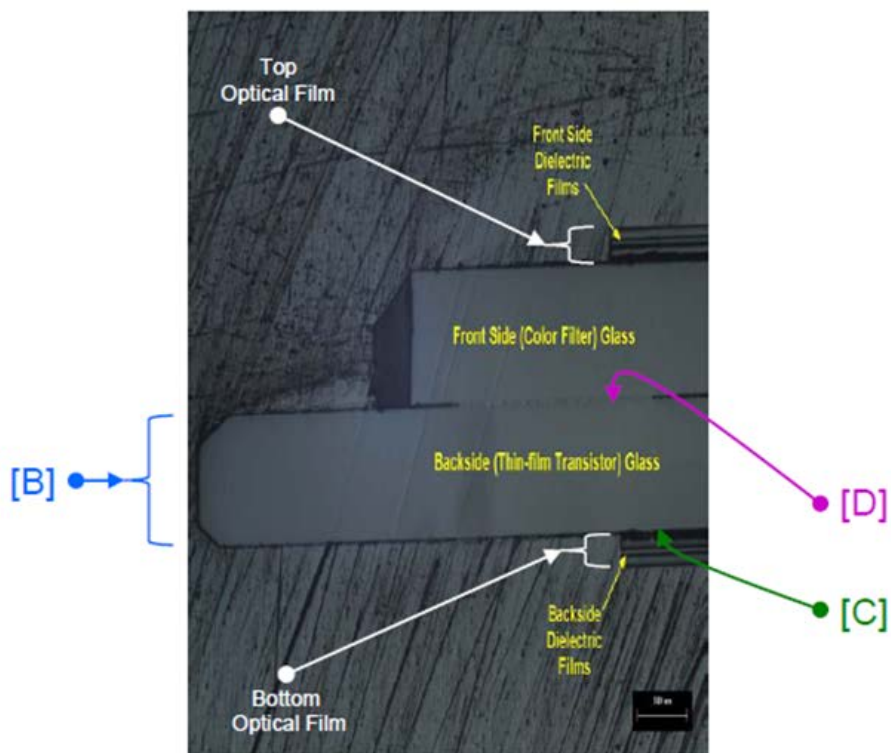 Top
Optical Film
Front Side
Dielectric
Films
Front Side (Color Filter) Glass
[B]
Backside (Thin-film Transistor) Glass
[D]
[C]
Backside
Dielectric
Films
Bottom
Optical Film